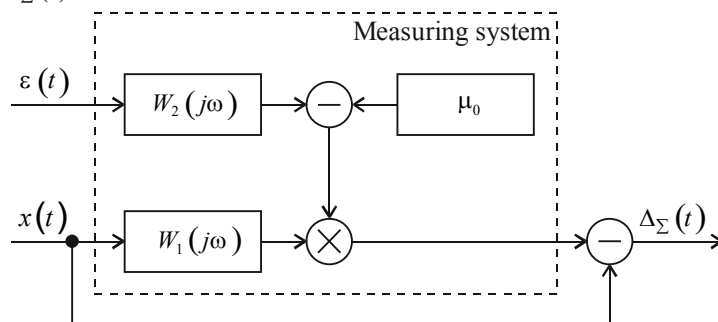 Measuring system
ε(t)
W₂(jω)
−
μ₀
x(t)
W₁(jω)
×
−
Δ_Σ(t)